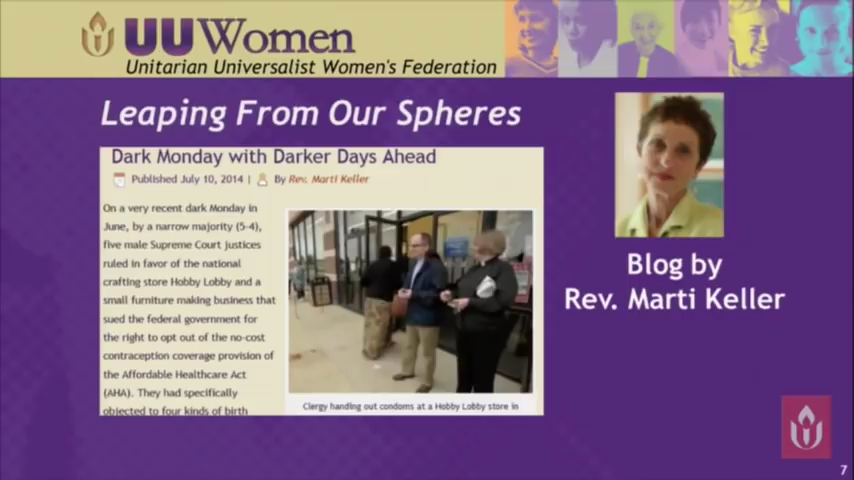 UUWomen
Unitarian Universalist Women's Federation
Leaping From Our Spheres
Dark Monday with Darker Days Ahead
Published July 10, 2014 | By Rev. Marti Keller
On a very recent dark Monday in
June, by a narrow majority (5-4),
five male Supreme Court justices
ruled in favor of the national
crafting store Hobby Lobby and a
small furniture making business that
sued the federal government for
the right to opt out of the no-cost
contraception coverage provision of
the Affordable Healthcare Act
(AHA). They had specifically
objected to four kinds of birth
Clergy handing out condoms at a Hobby Lobby store in
Blog by
Rev. Marti Keller
7